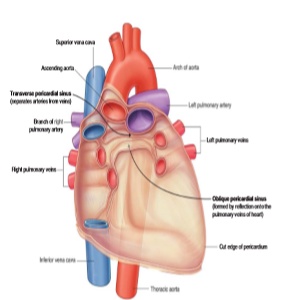 Superior vena cava
Ascending aorta
Arch of aorta
Transverse pericardial sinus
(separates arteries from veins)
Left pulmonary artery
Branch of right
pulmonary artery
Left pulmonary veins
Right pulmonary veins
Oblique pericardial sinus
(formed by reflection onto the
pulmonary veins of heart)
Cut edge of pericardium
Inferior vena cava
Thoracic aorta